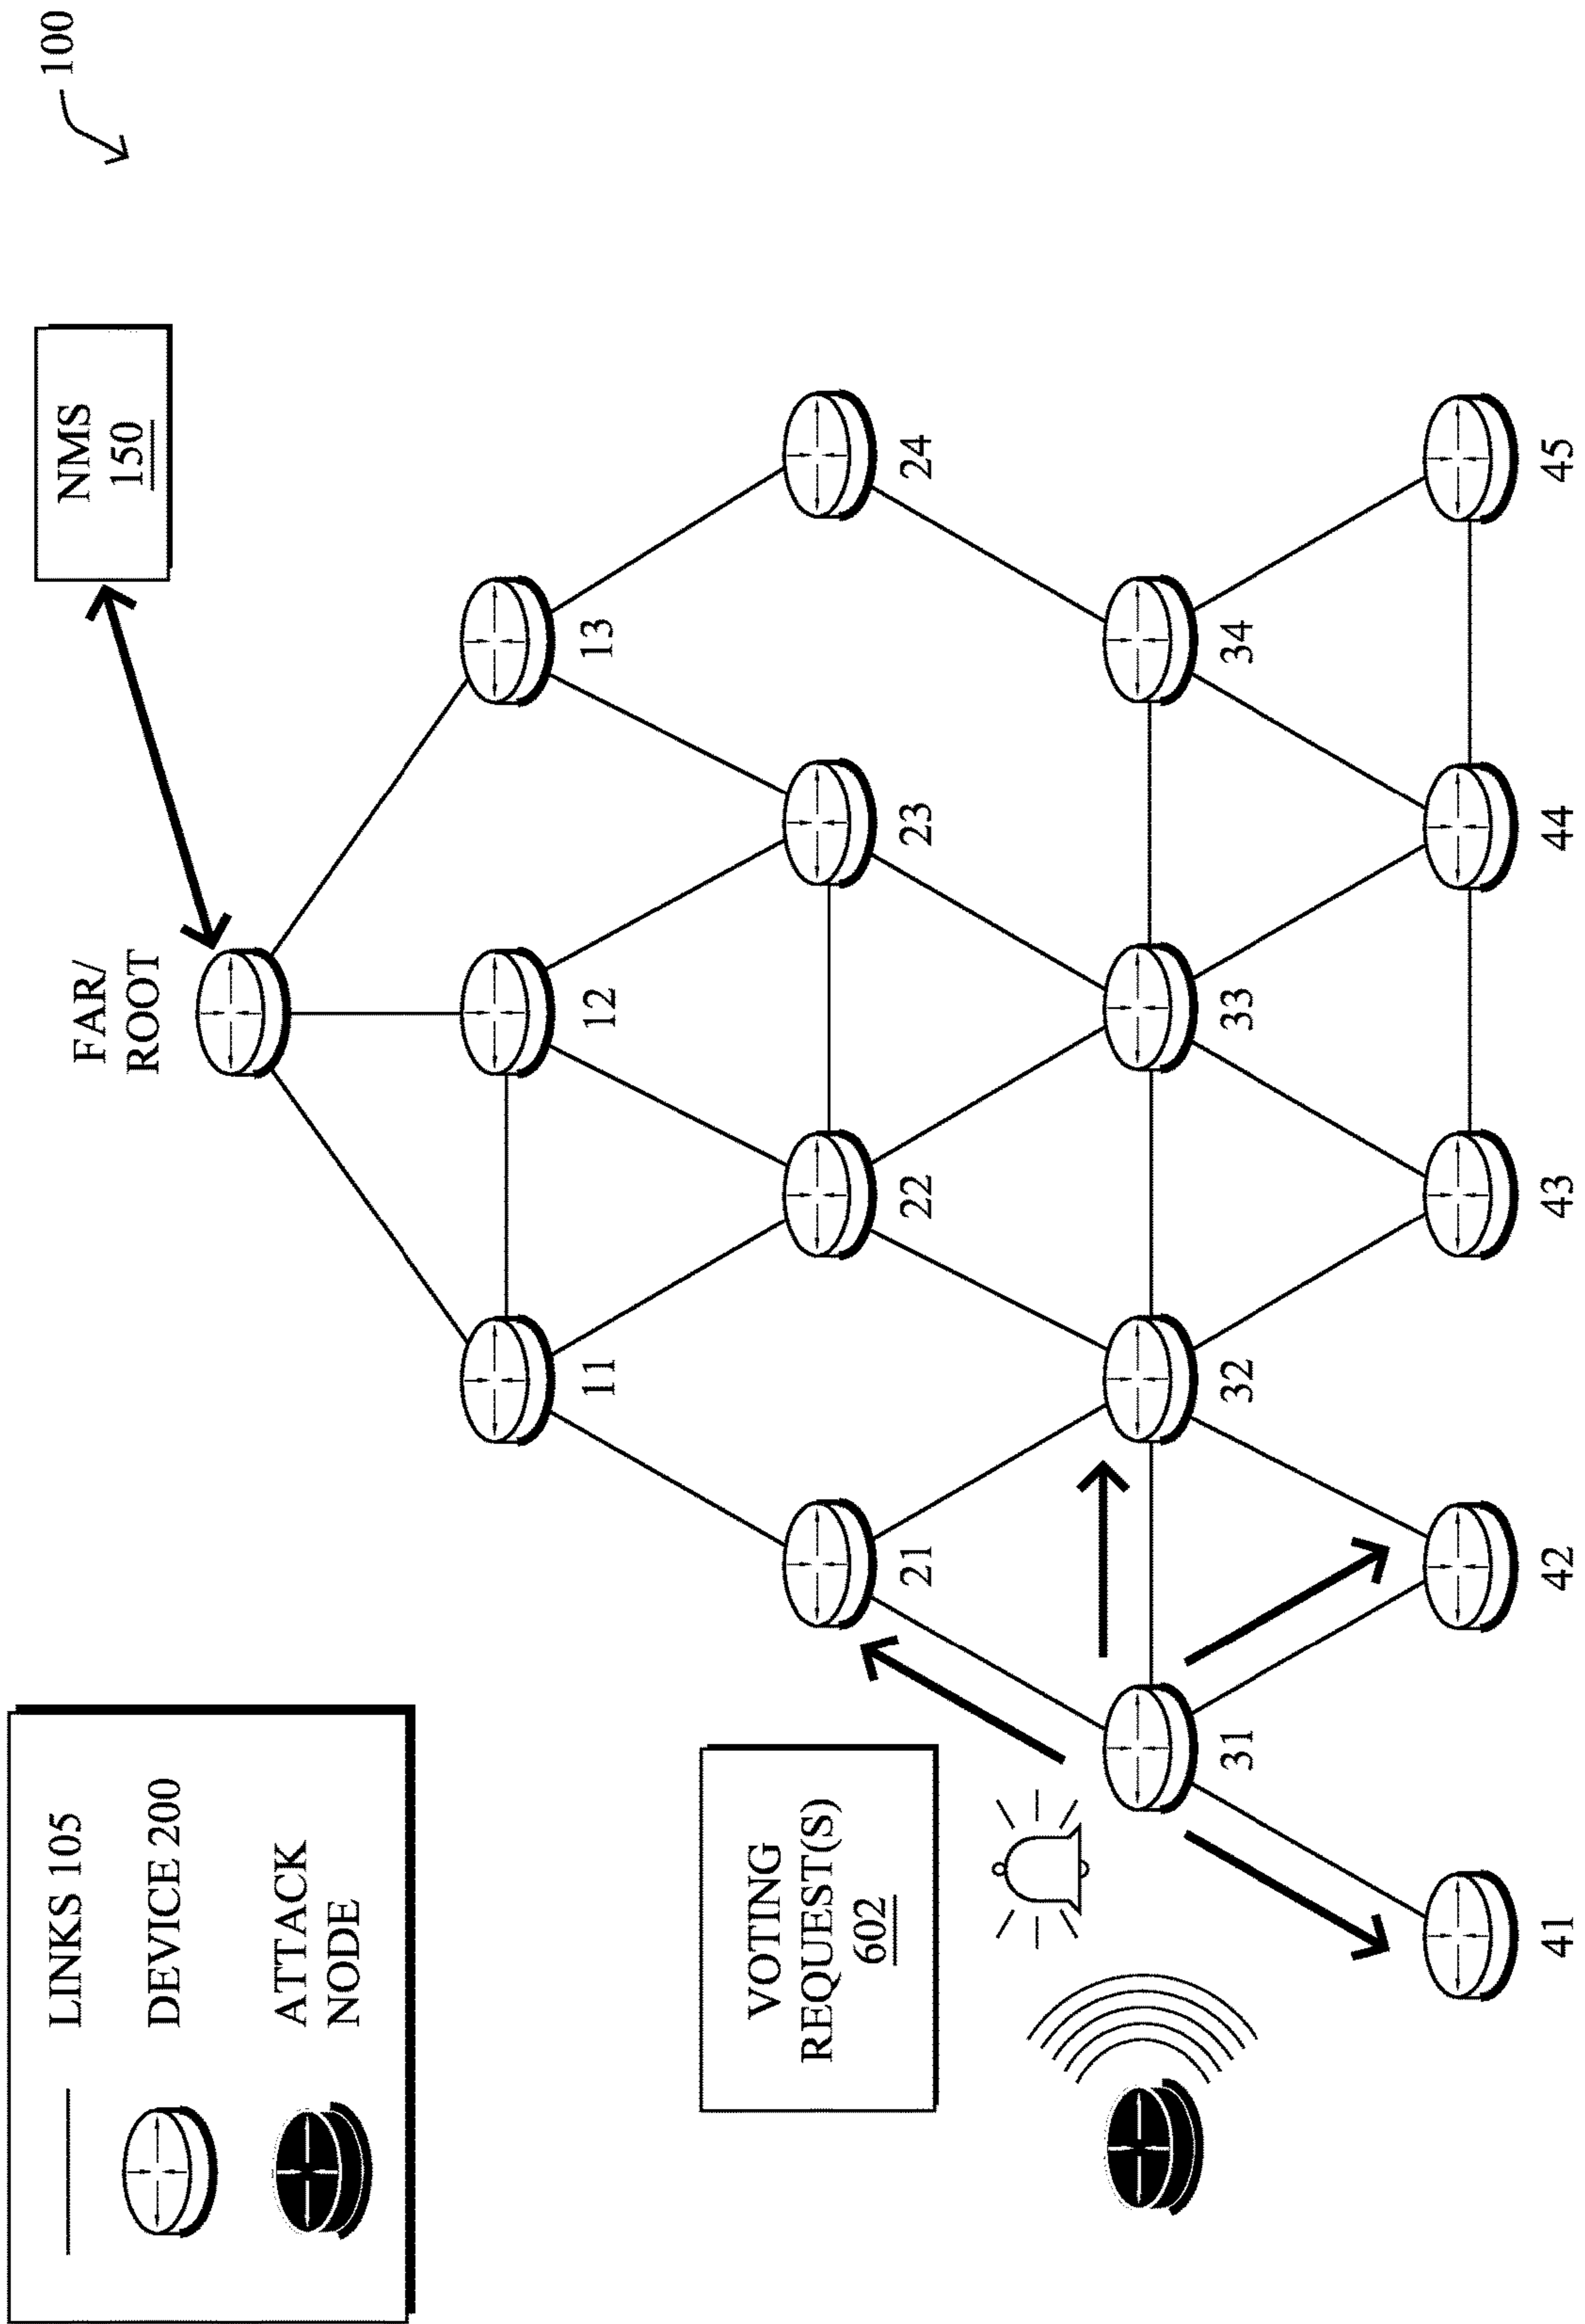 100
NMS
150
FAR/
ROOT
LINKS 105
DEVICE 200
ATTACK
NODE
11
12
13
21
22
23
24
VOTING
REQUEST(S)
602
31
32
33
34
41
42
43
44
45